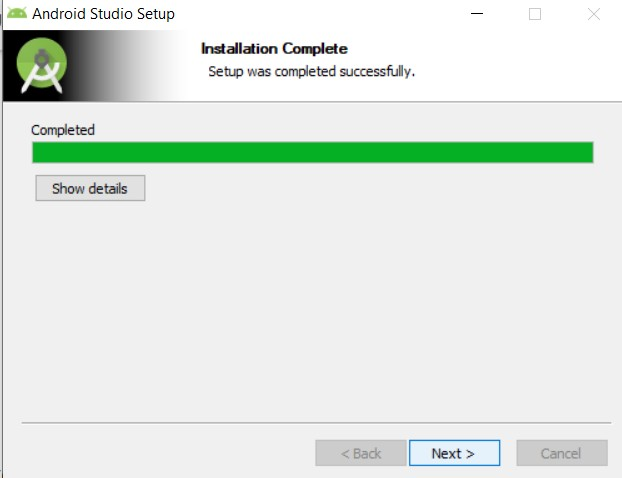 Android Studio Setup
Installation Complete
Setup was completed successfully.
Completed
Show details
< Back Next > Cancel